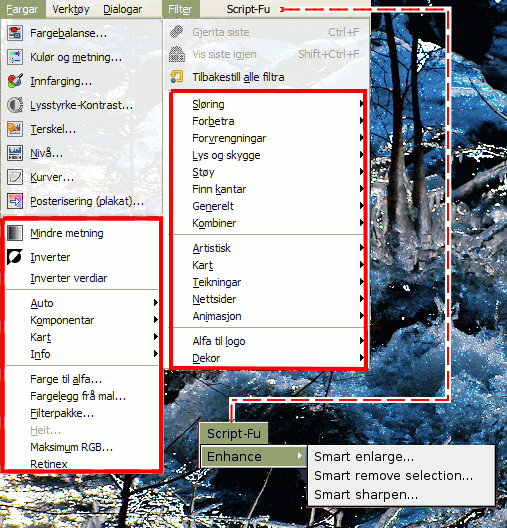 Fargar Verktøy Dialogar Filter Script-Fu
Fargebalanse...
Kulør og metning...
Innfarging...
Lysstyrke-Kontrast...
Terskel...
Nivå...
Kurver...
Posterisering (plakat)...
Mindre metning
Inverter
Inverter verdiar
Auto
Komponentar
Kart
Info
Farge til alfa...
Fargelegg frå mal...
Filterpakke...
Heit...
Maksimum RGB...
Retinex
Gjenta siste Ctrl+F
Vis siste igjen Shift+Ctrl+F
Tilbakestill alle filtra
Sløring
Forbetra
Forvrengningar
Lys og skygge
Støy
Finn kantar
Generelt
Kombiner
Artistisk
Kart
Teikningar
Nettsider
Animasjon
Alfa til logo
Dekor
Script-Fu
Enhance
Smart enlarge...
Smart remove selection...
Smart sharpen...